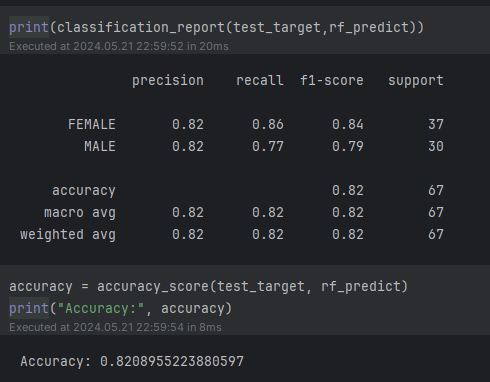 print(classification_report(test_target,rf_predict))
Executed at 2024.05.21 22:59:52 in 20ms
precision recall f1-score support
FEMALE 0.82 0.86 0.84 37
MALE 0.82 0.77 0.79 30
accuracy 0.82 67
macro avg 0.82 0.82 0.82 67
weighted avg 0.82 0.82 0.82 67
accuracy = accuracy_score(test_target, rf_predict)
print("Accuracy:", accuracy)
Executed at 2024.05.21 22:59:54 in 8ms
Accuracy: 0.8208955223880597